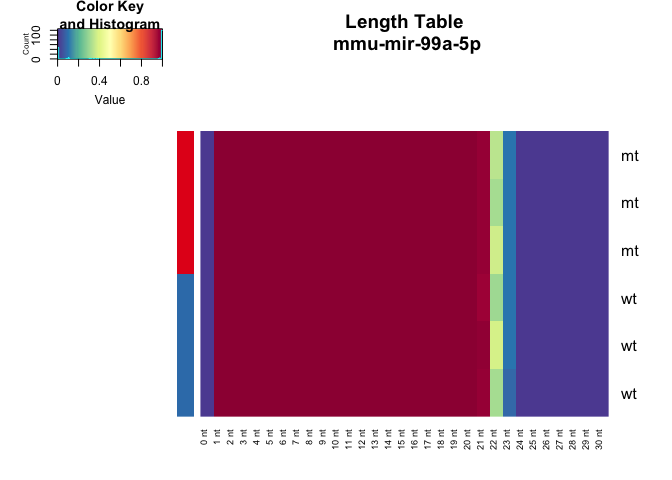 Color Key
and Histogram
Count
0 100
0 0.4 0.8
Value
Length Table
mmu-mir-99a-5p
mt
mt
mt
wt
wt
wt
0 nt 1 nt 2 nt 3 nt 4 nt 5 nt 6 nt 7 nt 8 nt 9 nt 10 nt 11 nt 12 nt 13 nt 14 nt 15 nt 16 nt 17 nt 18 nt 19 nt 20 nt 21 nt 22 nt 23 nt 24 nt 25 nt 26 nt 27 nt 28 nt 29 nt 30 nt